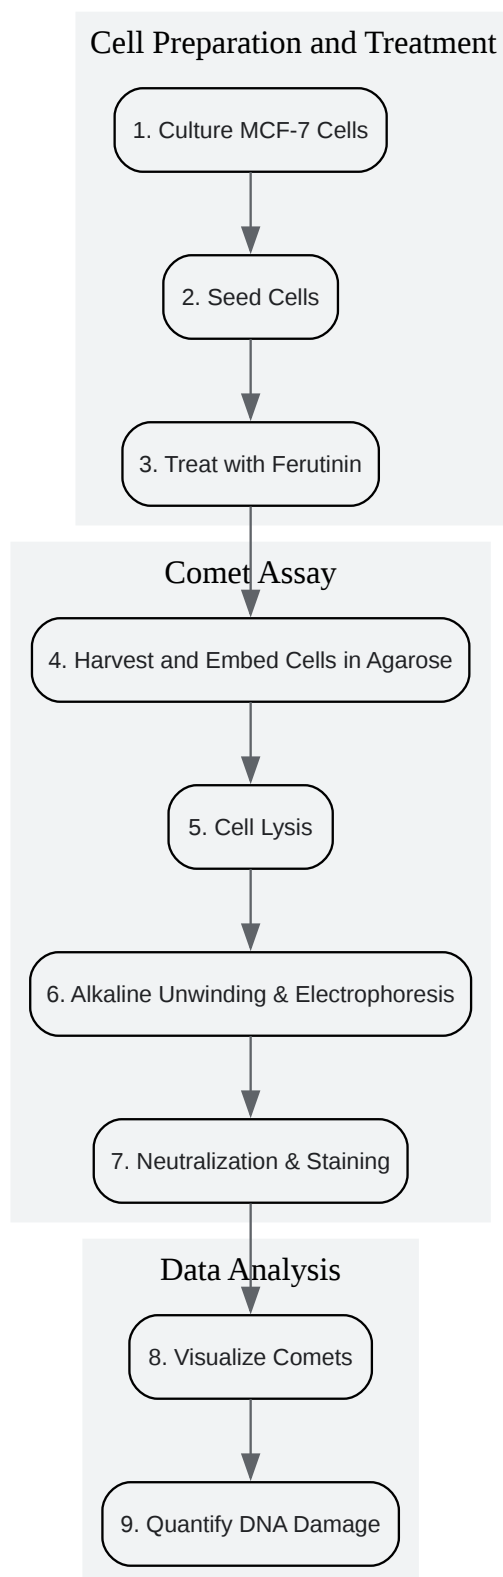 Cell Preparation and Treatment
1. Culture MCF-7 Cells
2. Seed Cells
3. Treat with Ferutinin
Comet Assay
4. Harvest and Embed Cells in Agarose
5. Cell Lysis
6. Alkaline Unwinding & Electrophoresis
7. Neutralization & Staining
Data Analysis
8. Visualize Comets
9. Quantify DNA Damage